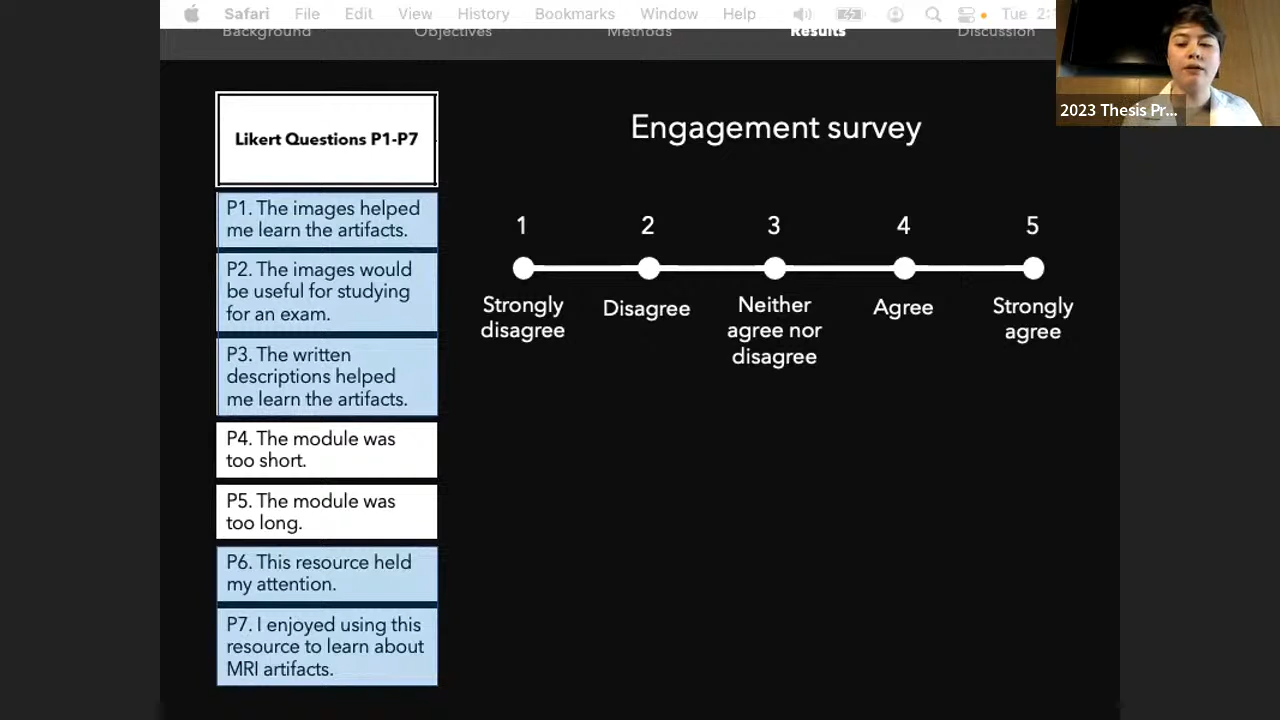 Safari File Edit View History Bookmarks Window Help Tue 2:
Background Objectives Methods Results Discussion
2023 Thesis Pr...
Likert Questions P1-P7
Engagement survey
P1. The images helped
me learn the artifacts.
P2. The images would
be useful for studying
for an exam.
P3. The written
descriptions helped
me learn the artifacts.
P4. The module was
too short.
P5. The module was
too long.
P6. This resource held
my attention.
P7. I enjoyed using this
resource to learn about
MRI artifacts.
1 2 3 4 5
Strongly
disagree
Disagree
Neither
agree nor
disagree
Agree
Strongly
agree